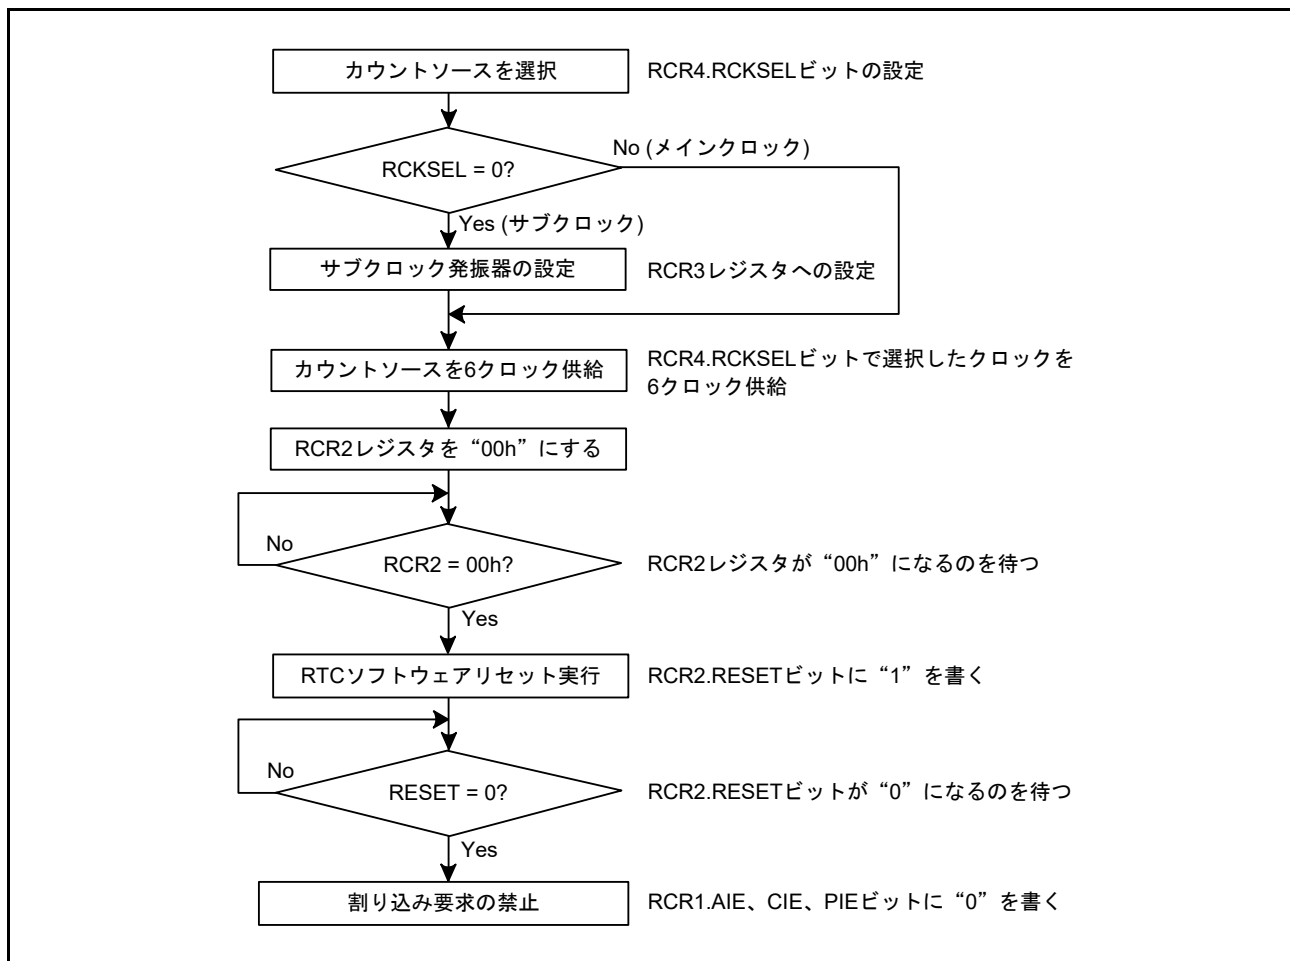 カウントソースを選択
RCR4.RCKSELビットの設定
RCKSEL = 0?
No (メインクロック)
Yes (サブクロック)
サブクロック発振器の設定
RCR3レジスタへの設定
カウントソースを6クロック供給
RCR4.RCKSELビットで選択したクロックを
6クロック供給
RCR2レジスタを“00h”にする
No
RCR2 = 00h?
RCR2レジスタが“00h”になるのを待つ
Yes
RTCソフトウェアリセット実行
RCR2.RESETビットに“1”を書く
No
RESET = 0?
RCR2.RESETビットが“0”になるのを待つ
Yes
割り込み要求の禁止
RCR1.AIE、CIE、PIEビットに“0”を書く